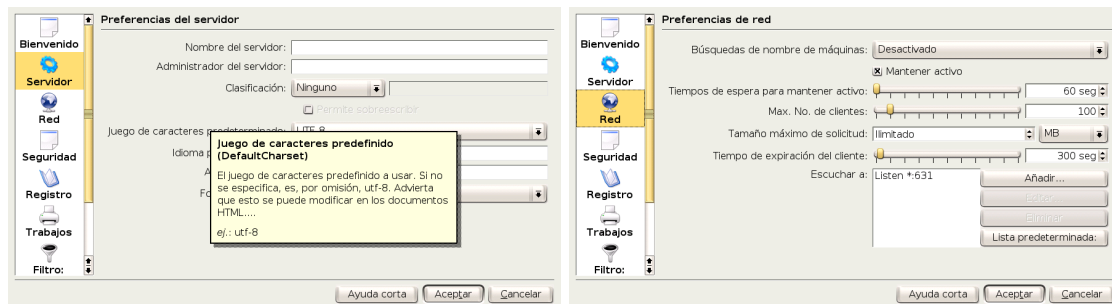 Preferencias del servidor
Bienvenido
Servidor
Red
Seguridad
Registro
Trabajos
Filtro:
Nombre del servidor:
Administrador del servidor:
Clasificación: Ninguno
Permite sobreescribir
Juego de caracteres predeterminado: UTF-8
Idioma
Juego de caracteres predefinido
(DefaultCharset)
El juego de caracteres predefinido a usar. Si no
se especifica, es, por omisión, utf-8. Advierta
que esto se puede modificar en los documentos
HTML....
ej.: utf-8
Ayuda corta Aceptar Cancelar
Preferencias de red
Bienvenido
Servidor
Red
Seguridad
Registro
Trabajos
Filtro:
Búsquedas de nombre de máquinas: Desactivado
Mantener activo
Tiempos de espera para mantener activo: 60 seg
Max. No. de clientes: 100
Tamaño máximo de solicitud: Ilimitado MB
Tiempo de expiración del cliente: 300 seg
Escuchar a: Listen *:631
Añadir...
Editar...
Eliminar
Lista predeterminada:
Ayuda corta Aceptar Cancelar